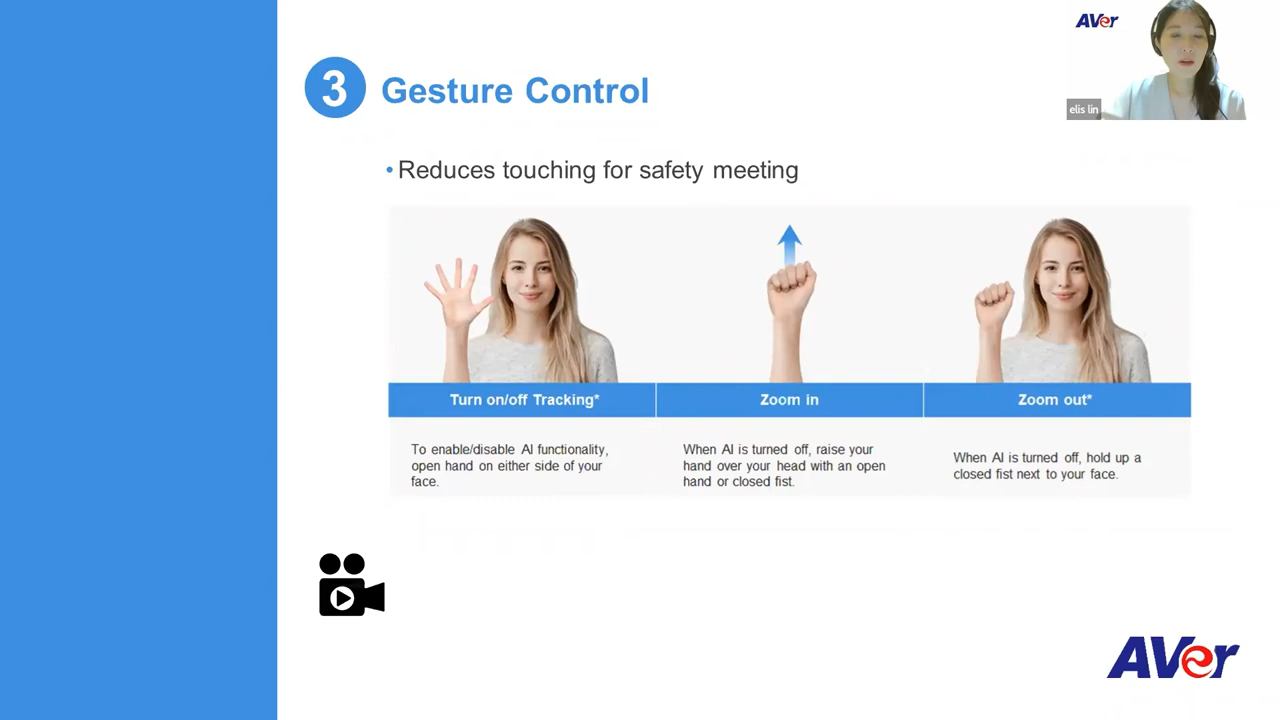 AVer
elis lin
3 Gesture Control
•Reduces touching for safety meeting
Turn on/off Tracking*
To enable/disable AI functionality,
open hand on either side of your
face.
Zoom in
When AI is turned off, raise your
hand over your head with an open
hand or closed fist.
Zoom out*
When AI is turned off, hold up a
closed fist next to your face.
AVer